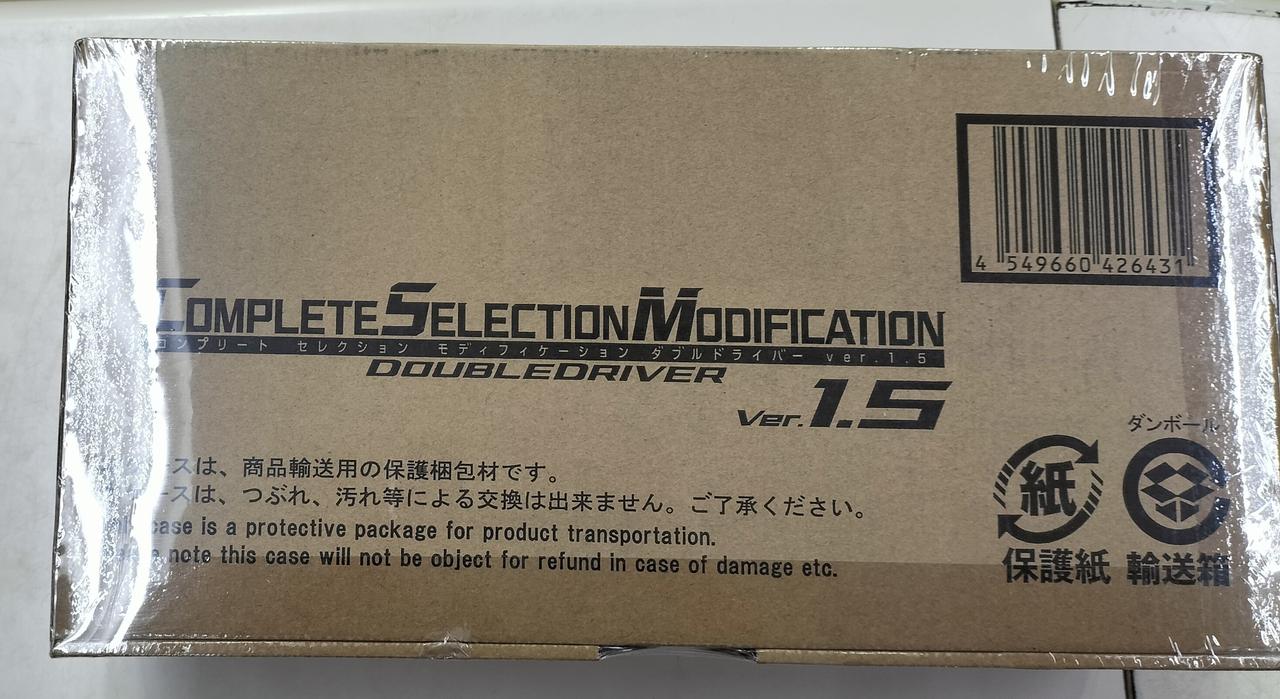 4 549660 426431
COMPLETE SELECTION MODIFICATION
コンプリート セレクション モディフィケーション ダブルドライバー ver.1.5
DOUBLEDRIVER
Ver.1.5
ースは、商品輸送用の保護梱包材です。
ースは、つぶれ、汚れ等による交換は出来ません。ご了承ください。
case is a protective package for product transportation.
note this case will not be object for refund in case of damage etc.
ダンボール
紙
保護紙 輸送箱